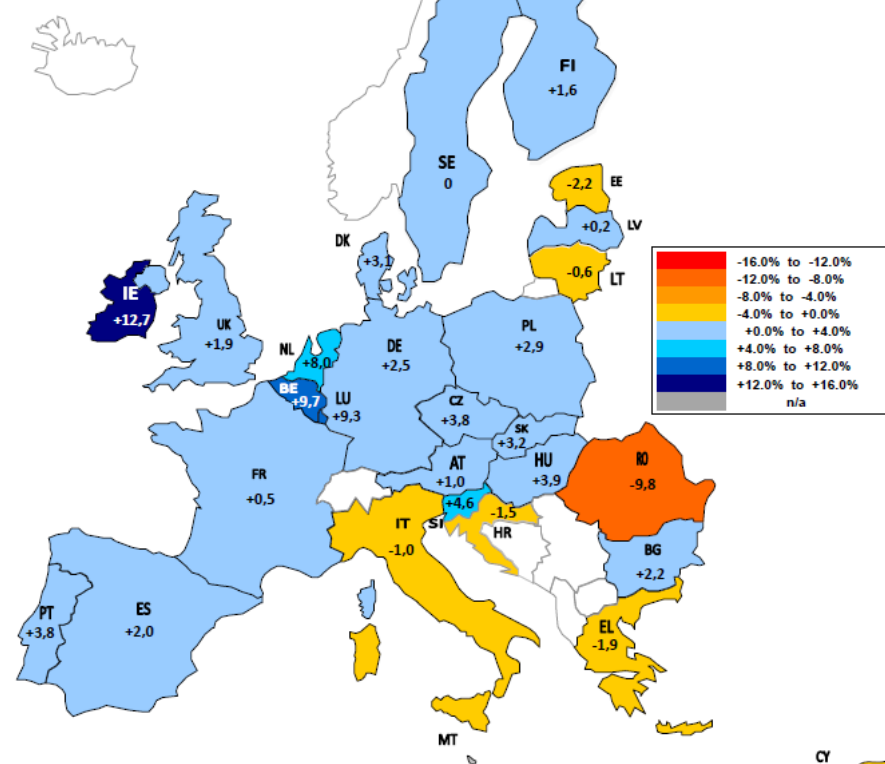 FI
+1,6
SE
0
-2,2
EE
+0,2
LV
-0,6
LT
DK
+3,1
IE
+12,7
UK
+1,9
NL
+8,0
BE
+9,7
LU
+9,3
DE
+2,5
PL
+2,9
CZ
+3,8
SK
+3,2
AT
+1,0
HU
+3,9
RO
-9,8
FR
+0,5
IT
-1,0
SI
+4,6
-1,5
HR
BG
+2,2
PT
+3,8
ES
+2,0
EL
-1,9
MT
CY
-16.0% to -12.0%
-12.0% to -8.0%
-8.0% to -4.0%
-4.0% to +0.0%
+0.0% to +4.0%
+4.0% to +8.0%
+8.0% to +12.0%
+12.0% to +16.0%
n/a